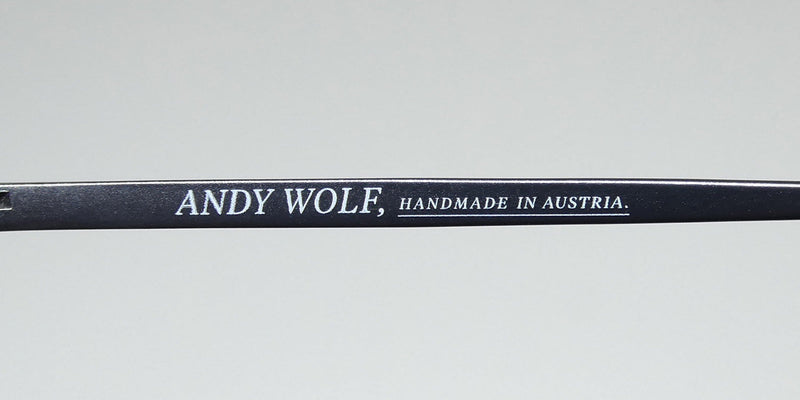 ANDY WOLF, HANDMADE IN AUSTRIA.